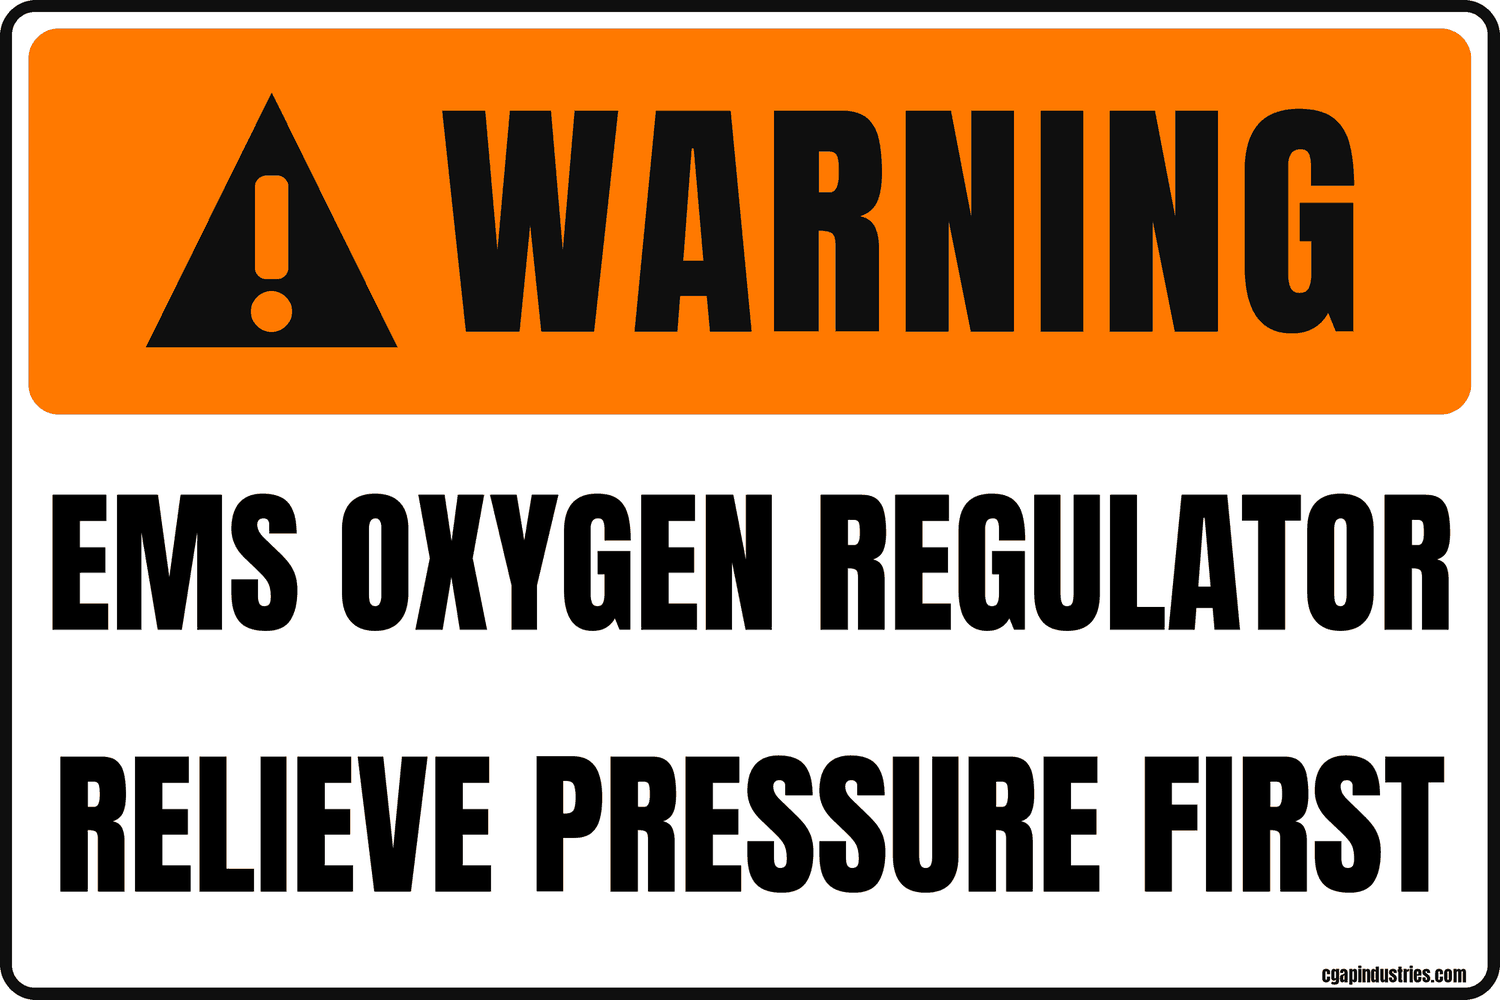 WARNING
EMS OXYGEN REGULATOR
RELIEVE PRESSURE FIRST
cgapindustries.com